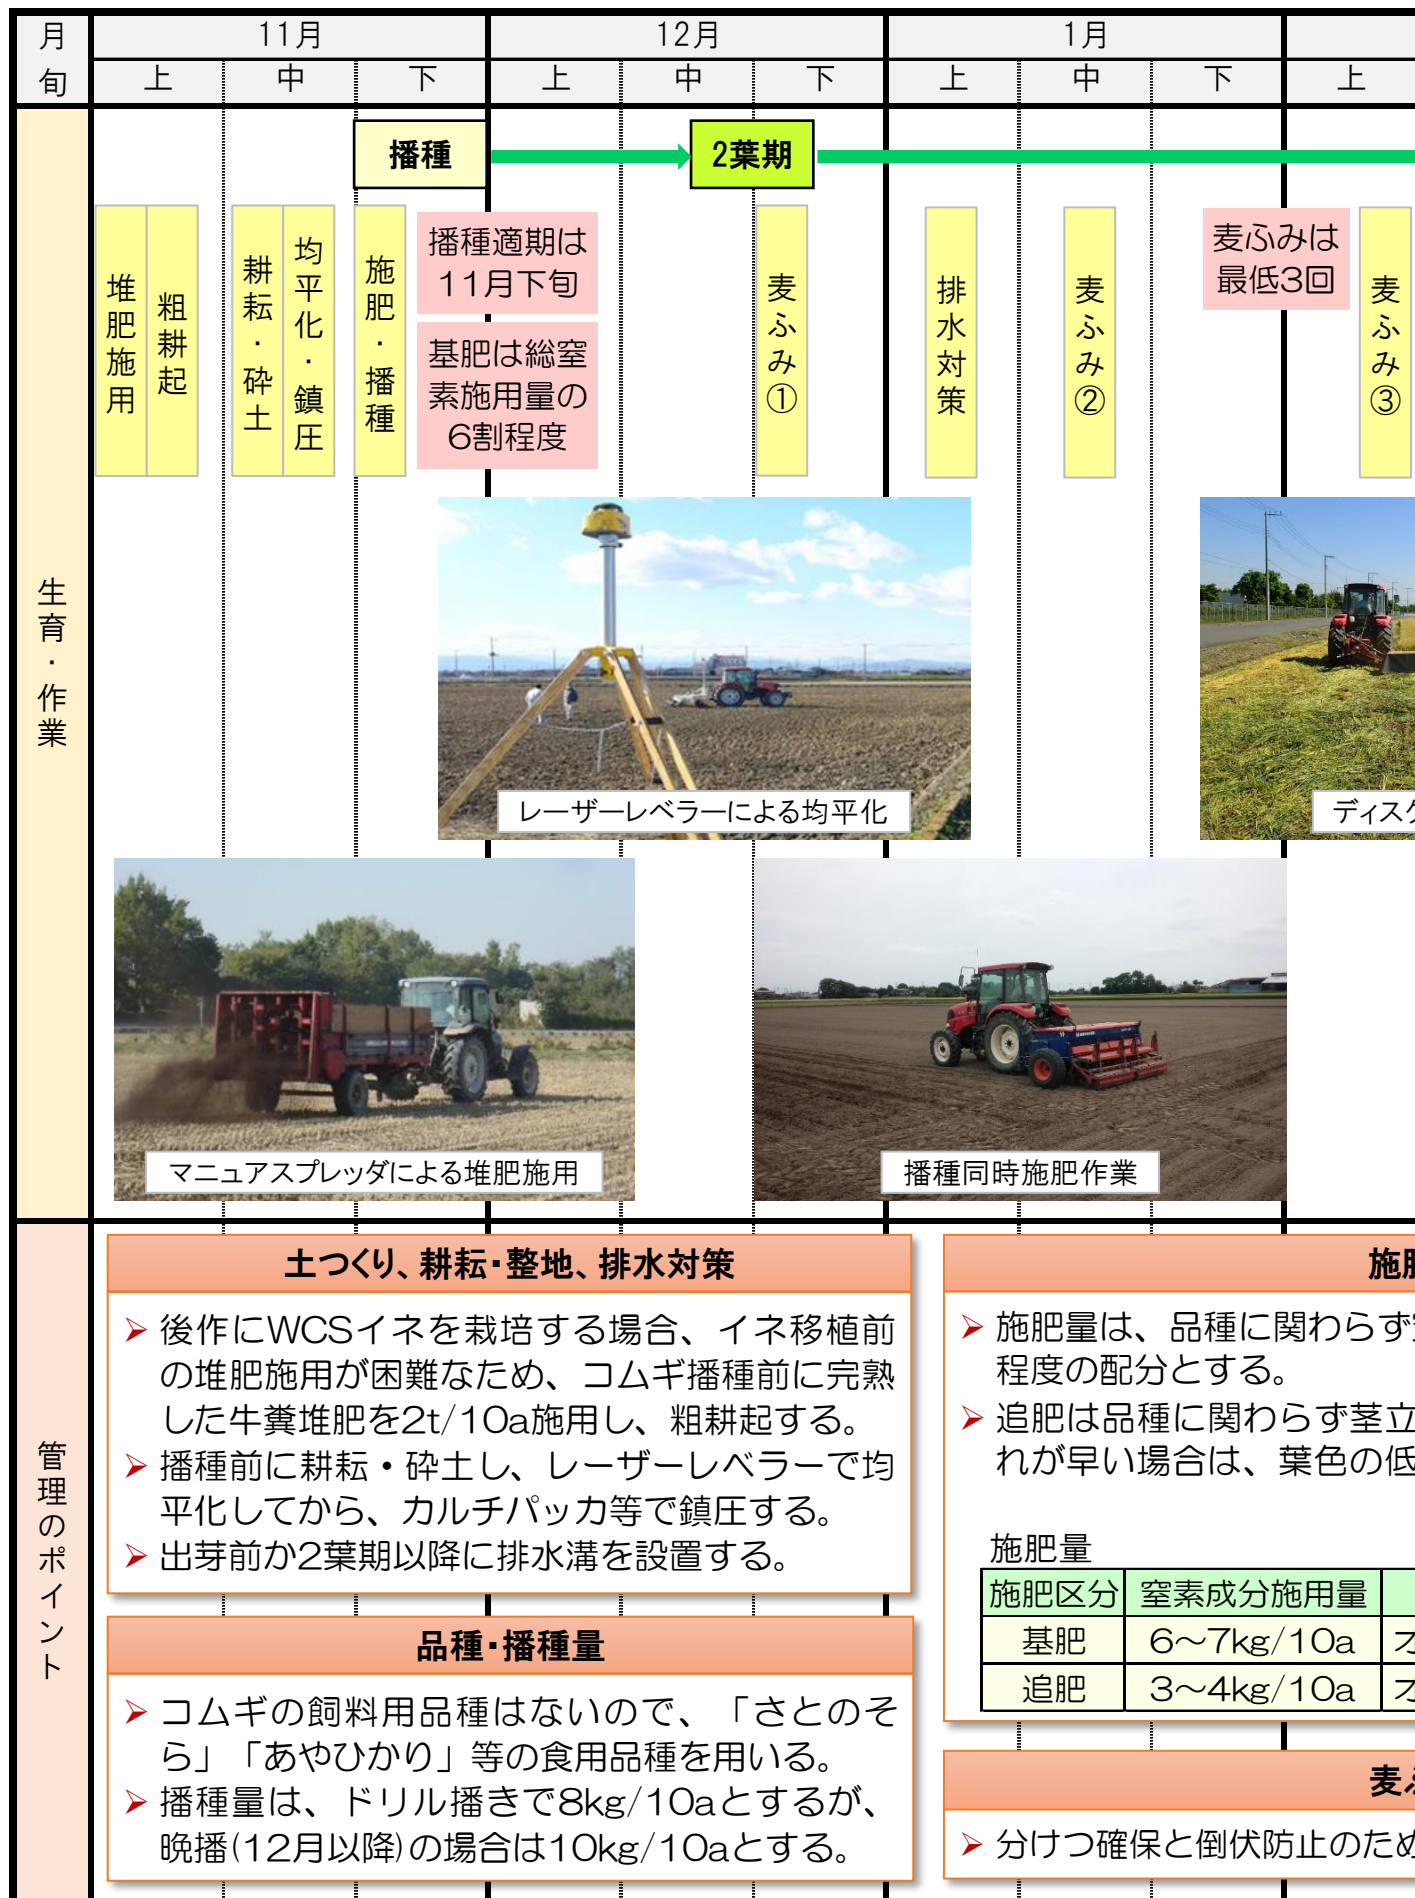 月 11月 12月 1月
旬 上 中 下 上 中 下 上 中 下 上
播種 2葉期
堆肥施用
粗耕起
耕耘・砕土
均平化・鎮圧
施肥・播種
播種適期は
11月下旬
基肥は総窒
素施用量の
6割程度
麦ふみ①
排水対策
麦ふみ②
麦ふみは
最低3回
麦ふみ③
生育・作業
レーザーレベラーによる均平化
ディスク
マニュアスプレッダによる堆肥施用
播種同時施肥作業
管理のポイント
土つくり、耕耘・整地、排水対策
➢ 後作にWCSイネを栽培する場合、イネ移植前
の堆肥施用が困難なため、コムギ播種前に完熟
した牛糞堆肥を2t/10a施用し、粗耕起する。
➢ 播種前に耕耘・砕土し、レーザーレベラーで均
平化してから、カルチパッカ等で鎮圧する。
➢ 出芽前か2葉期以降に排水溝を設置する。
品種・播種量
➢ コムギの飼料用品種はないので、「さとのそ
ら」「あやひかり」等の食用品種を用いる。
➢ 播種量は、ドリル播きで8kg/10aとするが、
晩播(12月以降)の場合は10kg/10aとする。
施肥
➢ 施肥量は、品種に関わらず
程度の配分とする。
➢ 追肥は品種に関わらず茎立
れが早い場合は、葉色の低
施肥量
施肥区分 窒素成分施用量
基肥 6～7kg/10a
追肥 3～4kg/10a
麦ふ
➢ 分けつ確保と倒伏防止のため